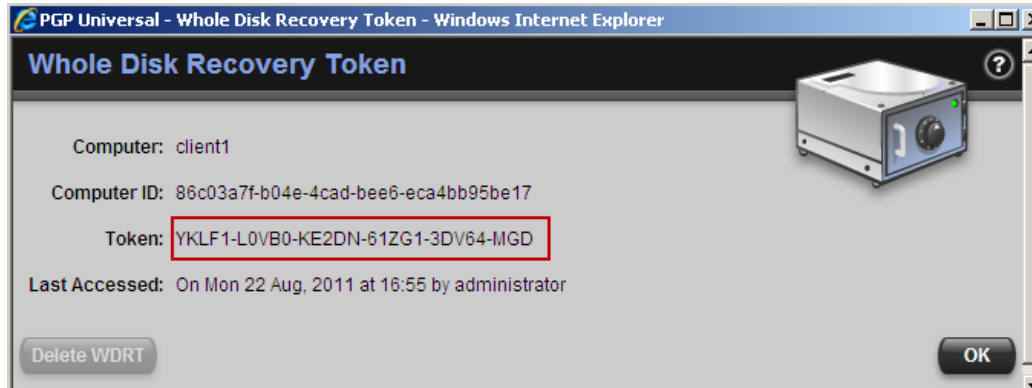 PGP Universal - Whole Disk Recovery Token - Windows Internet Explorer
Whole Disk Recovery Token
?
Computer: client1
Computer ID: 86c03a7f-b04e-4cad-bee6-eca4bb95be17
Token: YKLF1-L0VB0-KE2DN-61ZG1-3DV64-MGD
Last Accessed: On Mon 22 Aug, 2011 at 16:55 by administrator
Delete WDRT
OK